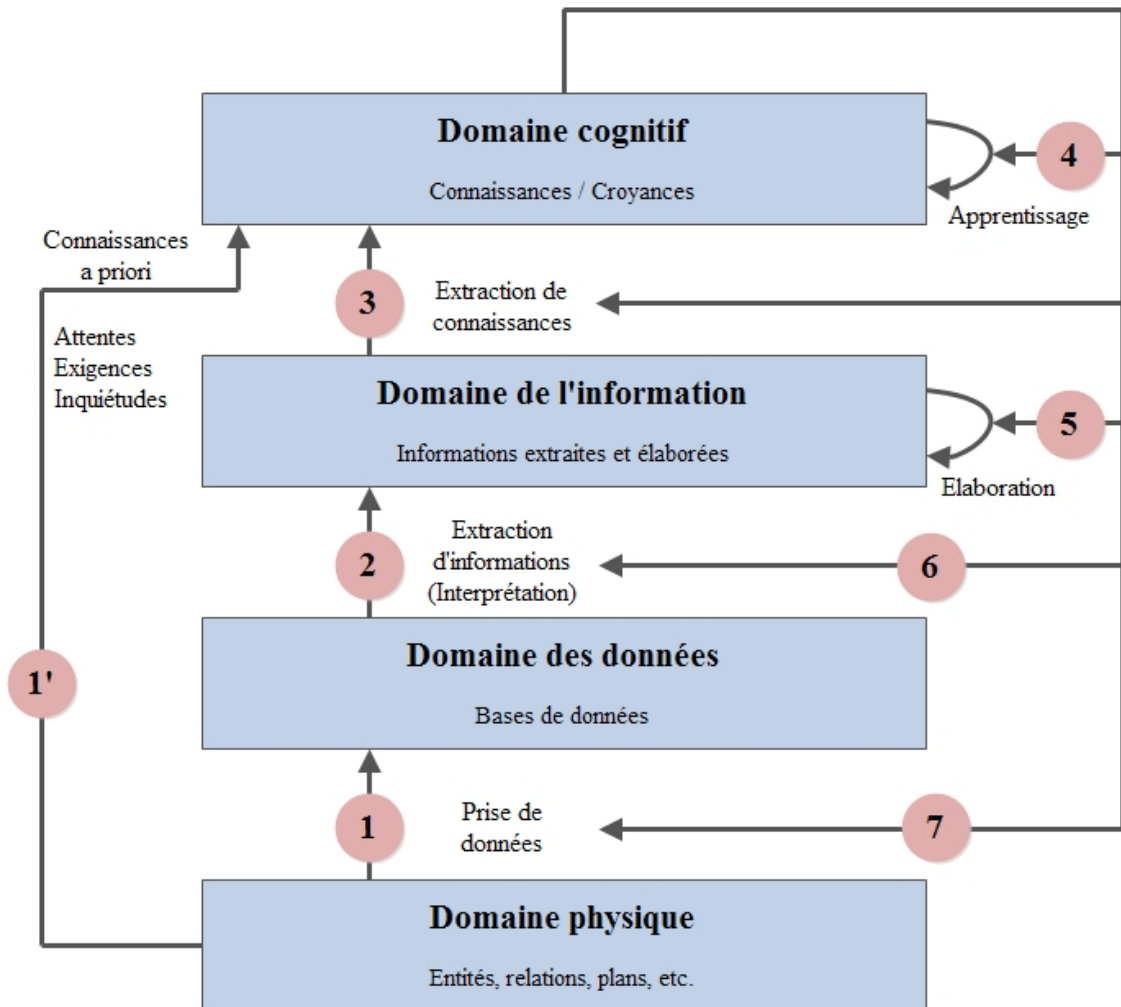 Domaine cognitif
Connaissances / Croyances
4
Apprentissage
Connaissances
a priori
3
Extraction de
connaissances
Attentes
Exigences
Inquiétudes
Domaine de l'information
Informations extraites et élaborées
5
Elaboration
2
Extraction
d'informations
(Interprétation)
6
Domaine des données
Bases de données
1'
1
Prise de
données
7
Domaine physique
Entités, relations, plans, etc.